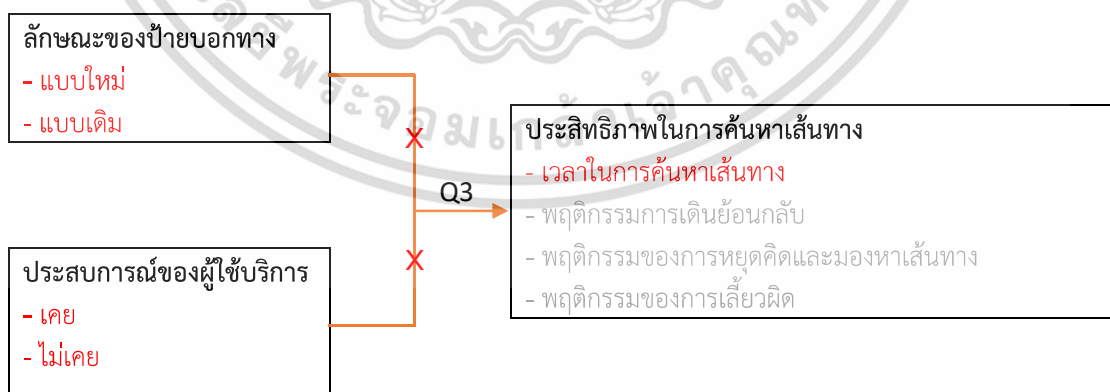 ลักษณะของป้ายบอกทาง
- แบบใหม่
- แบบเดิม
X
Q3
X
ประสบการณ์ของผู้ใช้บริการ
- เคย
- ไม่เคย
ประสิทธิภาพในการค้นหาเส้นทาง
- เวลาในการค้นหาเส้นทาง
- พฤติกรรมการเดินย้อนกลับ
- พฤติกรรมของการหยุดคิดและมองหาเส้นทาง
- พฤติกรรมของการเลี้ยวผิด